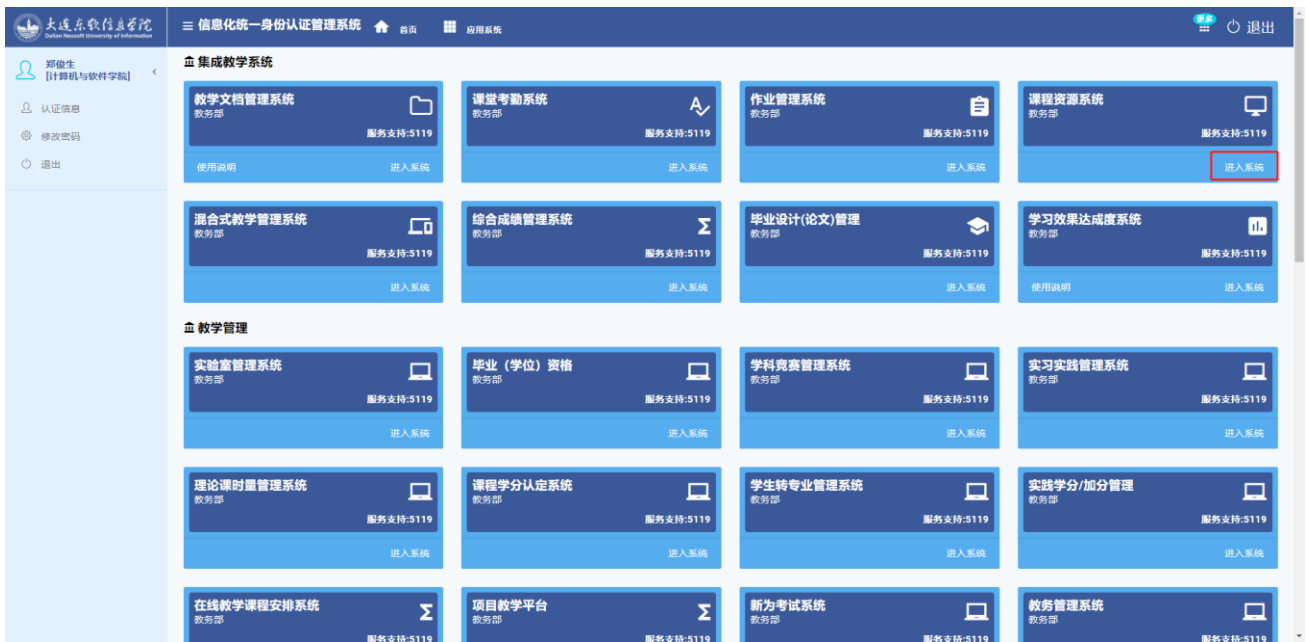 大连东软信息学院
Dalian Neusoft University of Information
信息化统一身份认证管理系统 首页 应用系统
更多 退出
郑俊生
[计算机与软件学院]
认证信息
修改密码
退出
集成教学系统
教学文档管理系统
教务部
服务支持:5119
使用说明 进入系统
课堂考勤系统
教务部
服务支持:5119
进入系统
作业管理系统
教务部
服务支持:5119
进入系统
课程资源系统
教务部
服务支持:5119
进入系统
混合式教学管理系统
教务部
服务支持:5119
进入系统
综合成绩管理系统
教务部
服务支持:5119
进入系统
毕业设计(论文)管理
教务部
服务支持:5119
进入系统
学习效果达成度系统
教务部
服务支持:5119
使用说明 进入系统
教学管理
实验室管理系统
教务部
服务支持:5119
进入系统
毕业（学位）资格
教务部
服务支持:5119
进入系统
学科竞赛管理系统
教务部
服务支持:5119
进入系统
实习实践管理系统
教务部
服务支持:5119
进入系统
理论课时量管理系统
教务部
服务支持:5119
进入系统
课程学分认定系统
教务部
服务支持:5119
进入系统
学生转专业管理系统
教务部
服务支持:5119
进入系统
实践学分/加分管理
教务部
服务支持:5119
进入系统
在线教学课程安排系统
教务部
服务支持:5119
项目教学平台
教务部
服务支持:5119
新为考试系统
教务部
服务支持:5119
教务管理系统
教务部
服务支持:5119